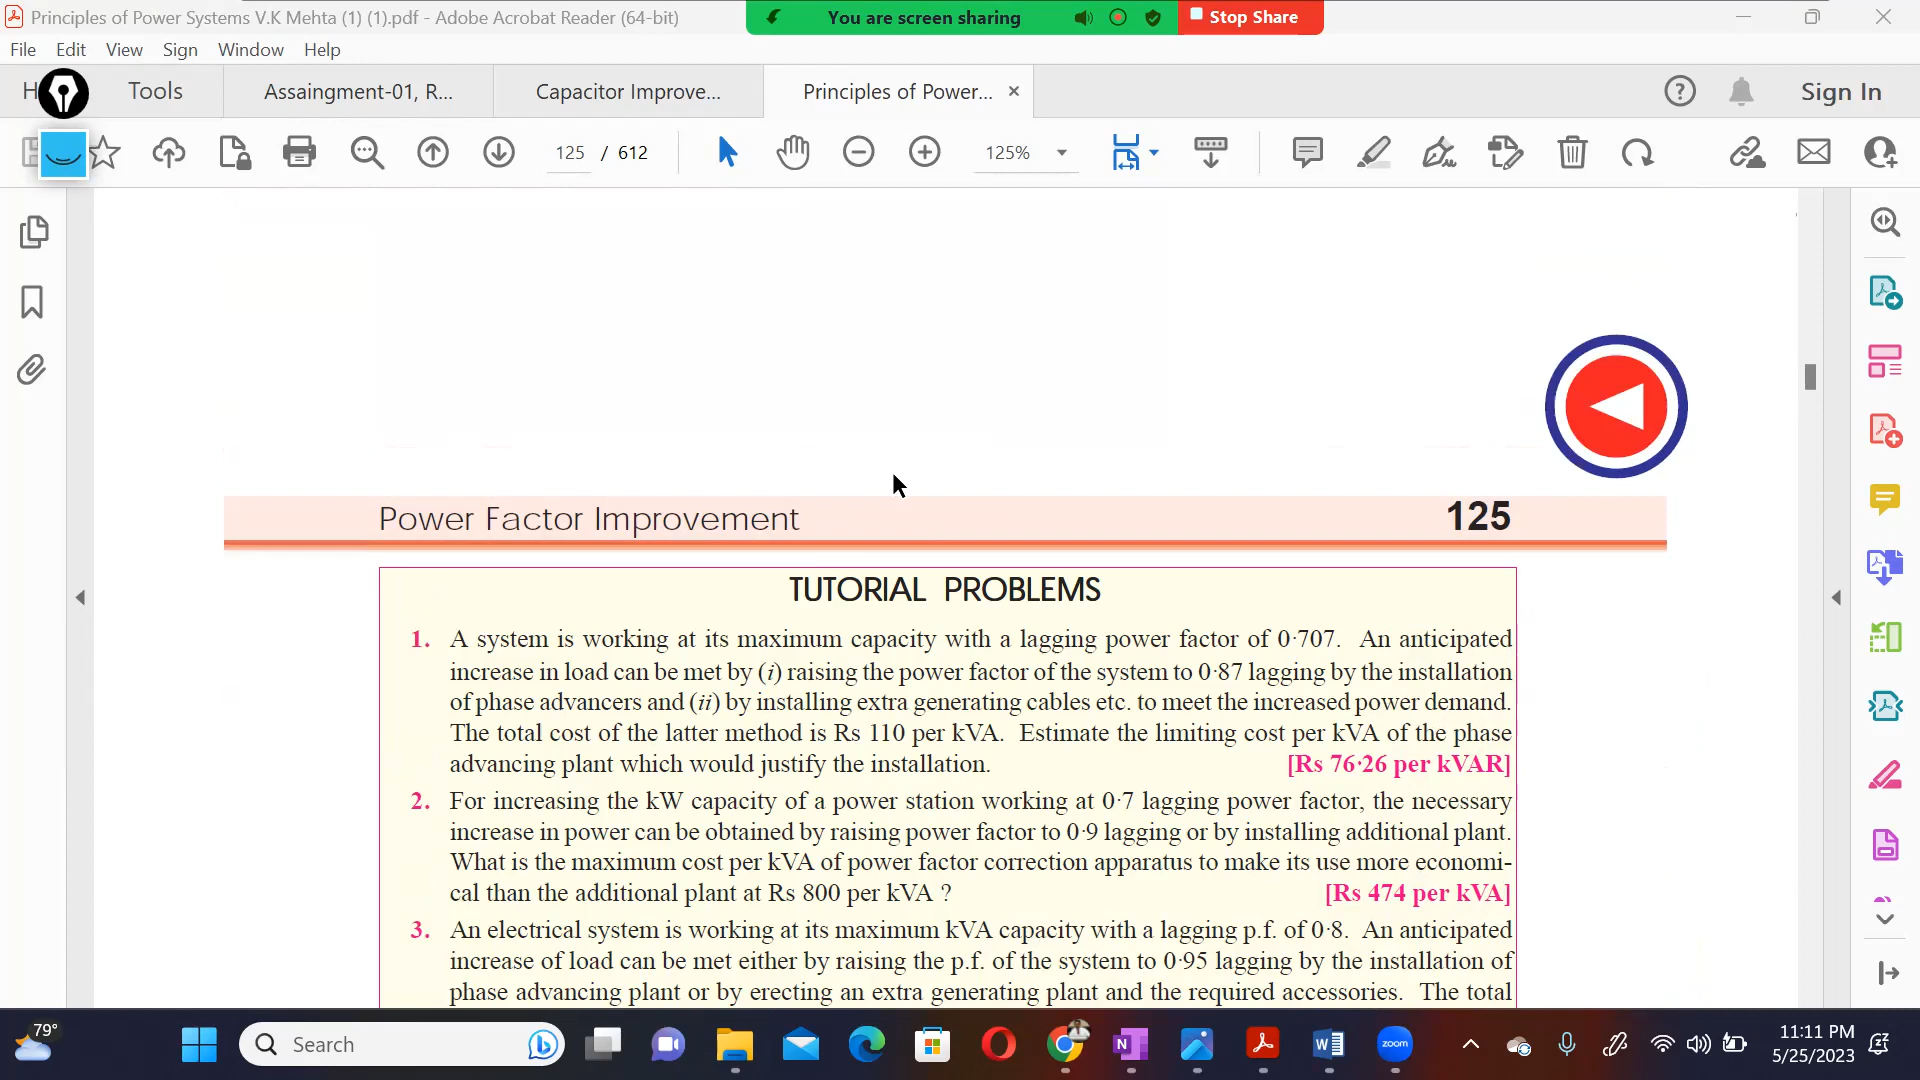 Principles of Power Systems V.K Mehta (1) (1).pdf - Adobe Acrobat Reader (64-bit)
You are screen sharing
Stop Share
File Edit View Sign Window Help
H
Tools
Assaingment-01, R...
Capacitor Improve...
Principles of Power... ×
Sign In
125 / 612
125%
Power Factor Improvement 125
TUTORIAL PROBLEMS
1. A system is working at its maximum capacity with a lagging power factor of 0·707. An anticipated
increase in load can be met by (i) raising the power factor of the system to 0·87 lagging by the installation
of phase advancers and (ii) by installing extra generating cables etc. to meet the increased power demand.
The total cost of the latter method is Rs 110 per kVA. Estimate the limiting cost per kVA of the phase
advancing plant which would justify the installation. [Rs 76·26 per kVAR]
2. For increasing the kW capacity of a power station working at 0·7 lagging power factor, the necessary
increase in power can be obtained by raising power factor to 0·9 lagging or by installing additional plant.
What is the maximum cost per kVA of power factor correction apparatus to make its use more economi-
cal than the additional plant at Rs 800 per kVA ? [Rs 474 per kVA]
3. An electrical system is working at its maximum kVA capacity with a lagging p.f. of 0·8. An anticipated
increase of load can be met either by raising the p.f. of the system to 0·95 lagging by the installation of
phase advancing plant or by erecting an extra generating plant and the required accessories. The total
79°
Search
zoom
11:11 PM
5/25/2023